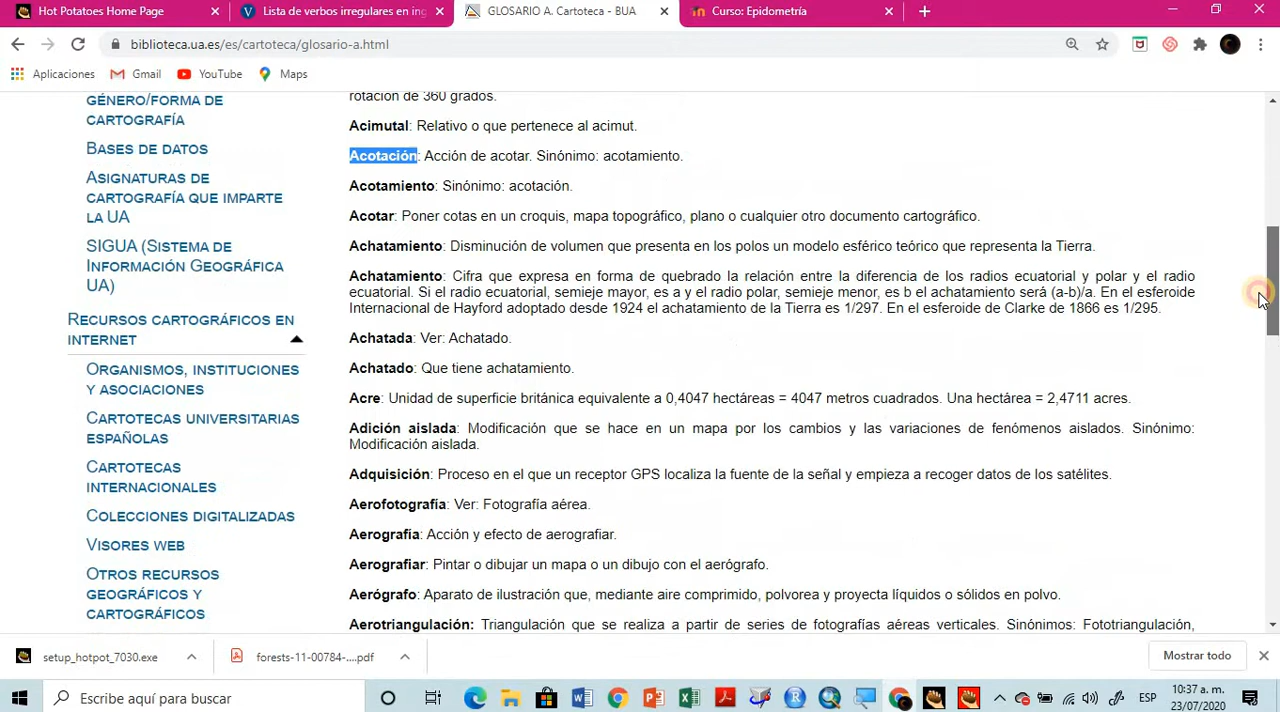 Hot Potatoes Home Page
Lista de verbos irregulares en ing
GLOSARIO A. Cartoteca - BUA
Curso: Epidometría
biblioteca.ua.es/es/cartoteca/glosario-a.html
Aplicaciones
Gmail
YouTube
Maps
GÉNERO/FORMA DE
CARTOGRAFÍA
BASES DE DATOS
ASIGNATURAS DE
CARTOGRAFÍA QUE IMPARTE
LA UA
SIGUA (SISTEMA DE
INFORMACIÓN GEOGRÁFICA
UA)
RECURSOS CARTOGRÁFICOS EN
INTERNET
ORGANISMOS, INSTITUCIONES
Y ASOCIACIONES
CARTOTECAS UNIVERSITARIAS
ESPAÑOLAS
CARTOTECAS
INTERNACIONALES
COLECCIONES DIGITALIZADAS
VISORES WEB
OTROS RECURSOS
GEOGRÁFICOS Y
CARTOGRÁFICOS
rotación de 360 grados.
Acimutal: Relativo o que pertenece al acimut.
Acotación: Acción de acotar. Sinónimo: acotamiento.
Acotamiento: Sinónimo: acotación.
Acotar: Poner cotas en un croquis, mapa topográfico, plano o cualquier otro documento cartográfico.
Achatamiento: Disminución de volumen que presenta en los polos un modelo esférico teórico que representa la Tierra.
Achatamiento: Cifra que expresa en forma de quebrado la relación entre la diferencia de los radios ecuatorial y polar y el radio
ecuatorial. Si el radio ecuatorial, semieje mayor, es a y el radio polar, semieje menor, es b el achatamiento será (a-b)/a. En el esferoide
Internacional de Hayford adoptado desde 1924 el achatamiento de la Tierra es 1/297. En el esferoide de Clarke de 1866 es 1/295.
Achatada: Ver: Achatado.
Achatado: Que tiene achatamiento.
Acre: Unidad de superficie británica equivalente a 0,4047 hectáreas = 4047 metros cuadrados. Una hectárea = 2,4711 acres.
Adición aislada: Modificación que se hace en un mapa por los cambios y las variaciones de fenómenos aislados. Sinónimo:
Modificación aislada.
Adquisición: Proceso en el que un receptor GPS localiza la fuente de la señal y empieza a recoger datos de los satélites.
Aerofotografía: Ver: Fotografía aérea.
Aerografia: Acción y efecto de aerografiar.
Aerografiar: Pintar o dibujar un mapa o un dibujo con el aerógrafo.
Aerógrafo: Aparato de ilustración que, mediante aire comprimido, polvorea y proyecta líquidos o sólidos en polvo.
Aerotriangulación: Triangulación que se realiza a partir de series de fotografías aéreas verticales. Sinónimos: Fototriangulación,
setup_hotpot_7030.exe
forests-11-00784-....pdf
Mostrar todo
Escribe aquí para buscar
ESP
10:37 a. m.
23/07/2020